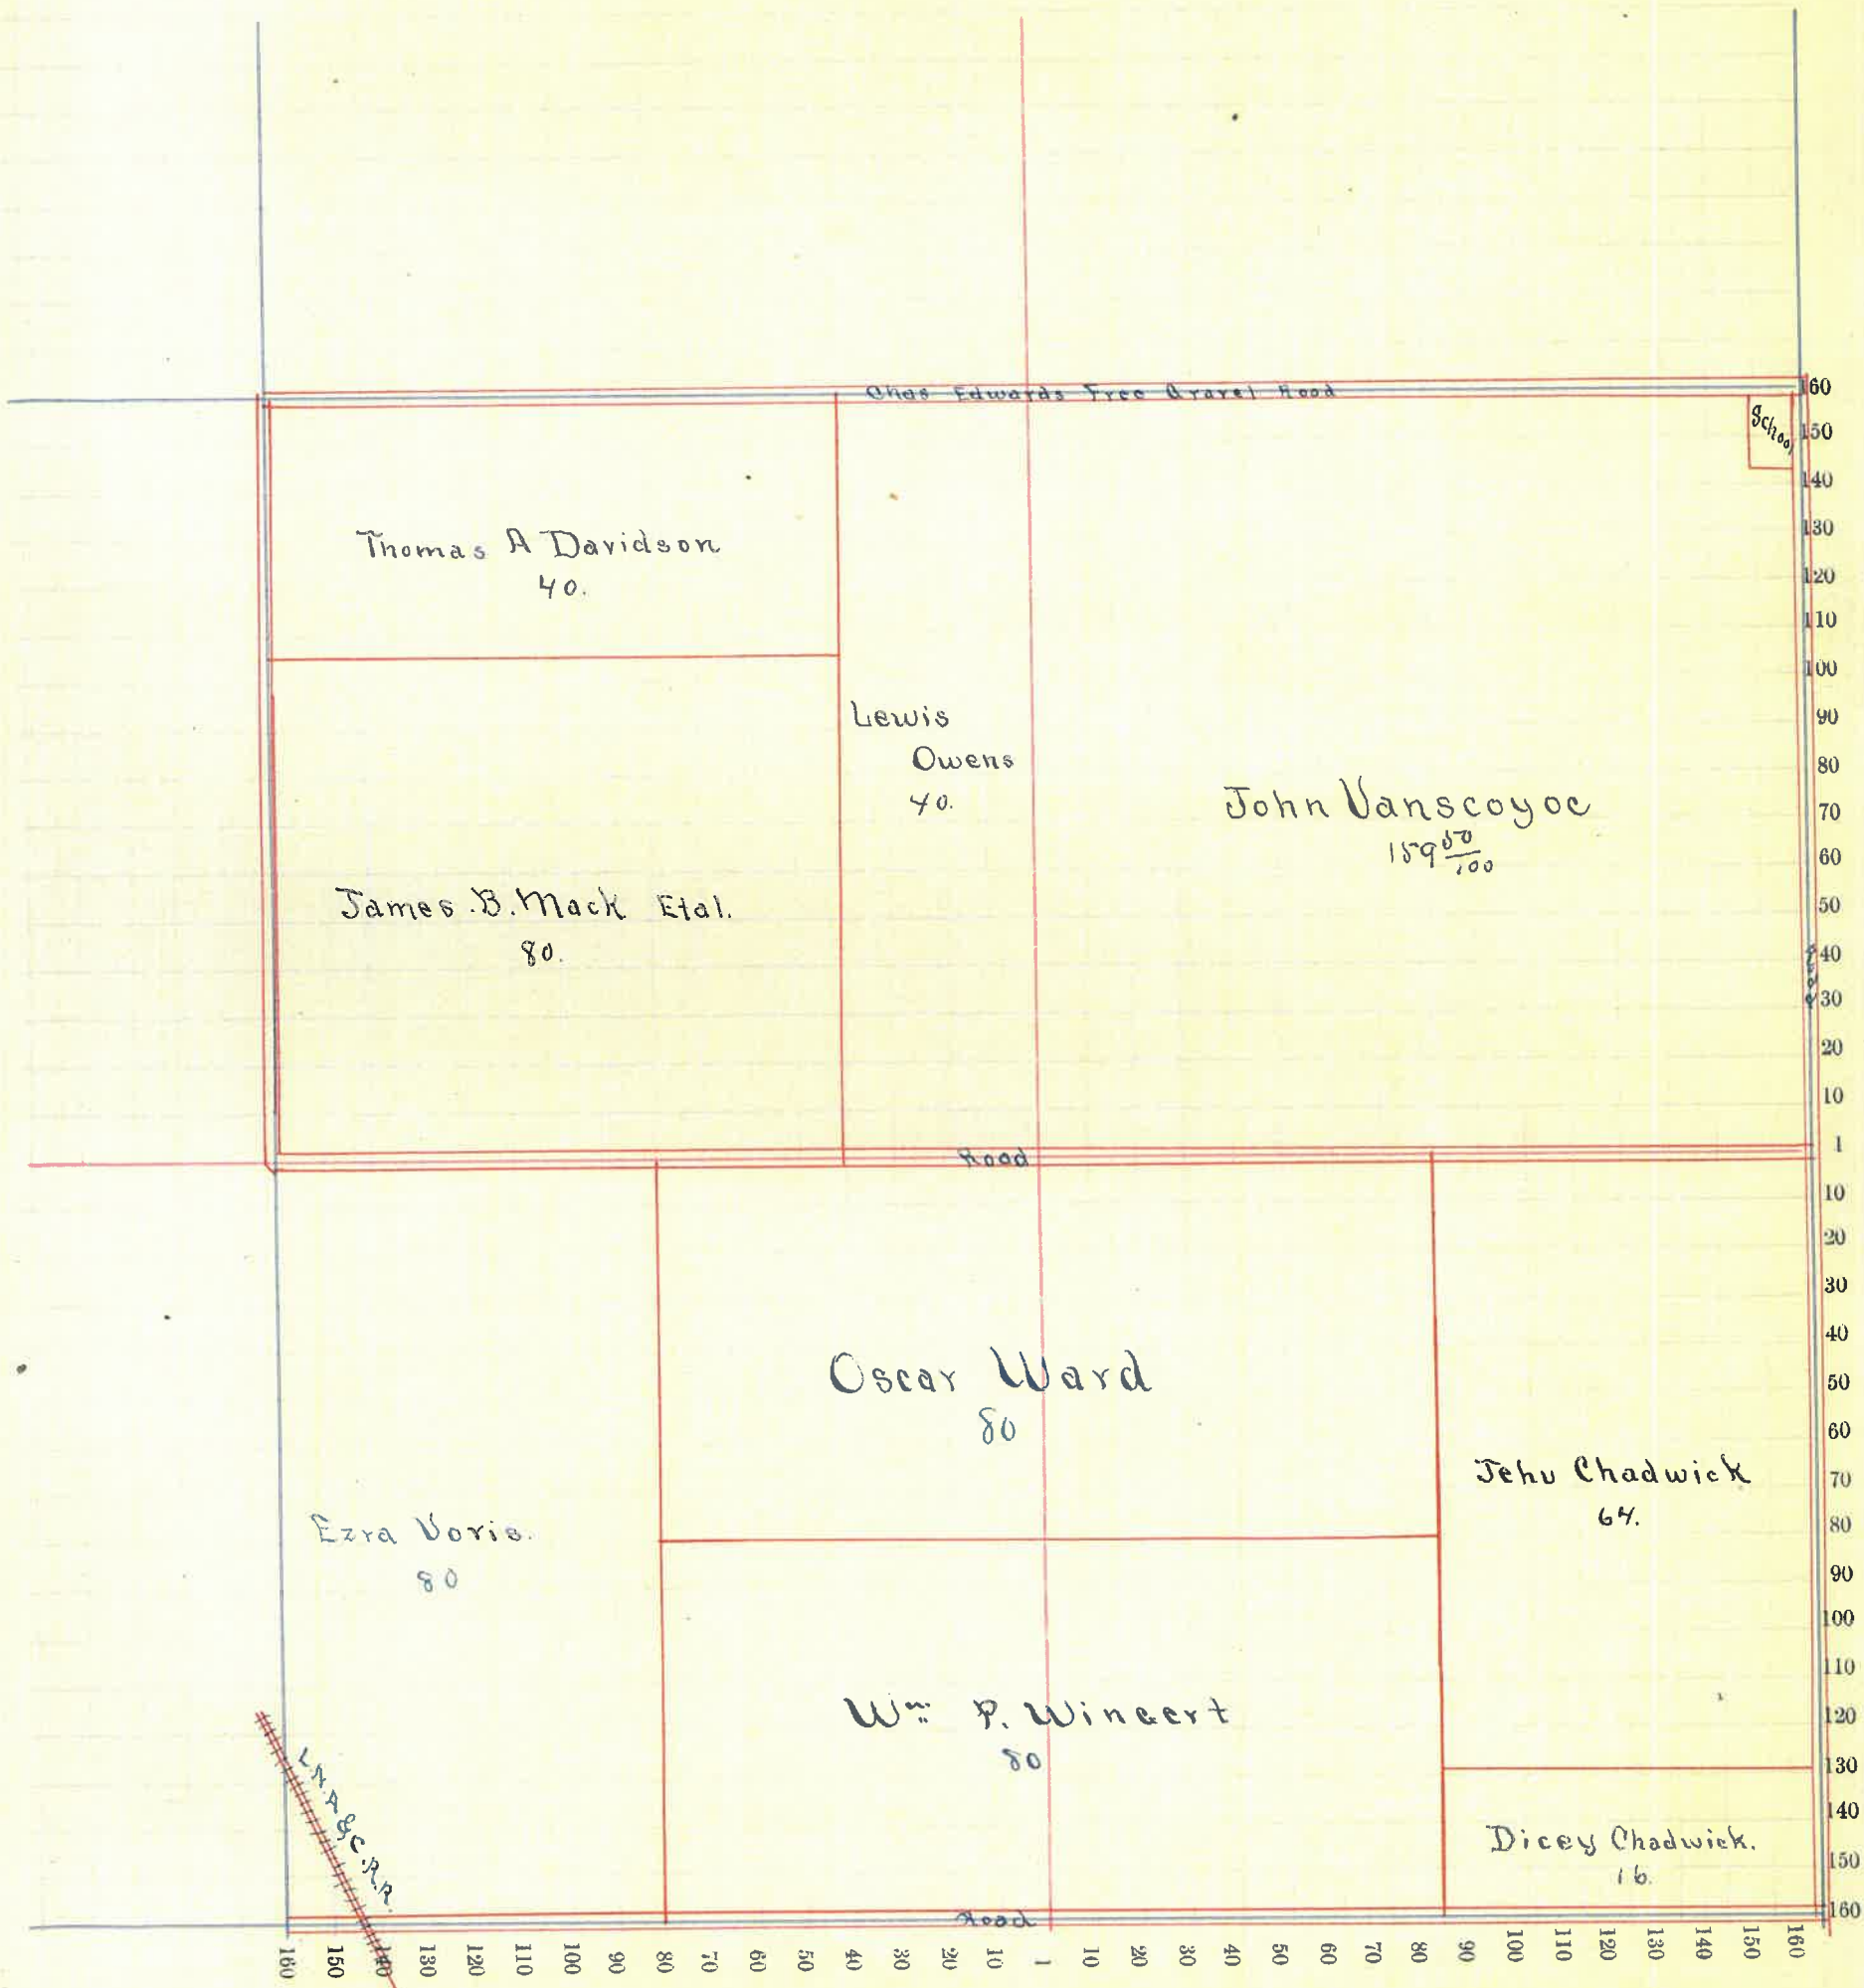 Chas Edwards Free Gravel Road
School
Thomas A Davidson
40.
Lewis
Owens
40.
John Vanscoyoc
159 50/100
James. B. Mack Etal.
80.
Road
Road
Oscar Ward
80
Jehu Chadwick
64.
Ezra Voris.
80
Wm P. Wingert
80
L. N. A & C. R. R.
Dicey Chadwick.
16.
Road
160
150
140
130
120
110
100
90
80
70
60
50
40
30
20
10
1
10
20
30
40
50
60
70
80
90
100
110
120
130
140
150
160
160 150 140 130 120 110 100 90 80 70 60 50 40 30 20 10 1 10 20 30 40 50 60 70 80 90 100 110 120 130 140 150 160